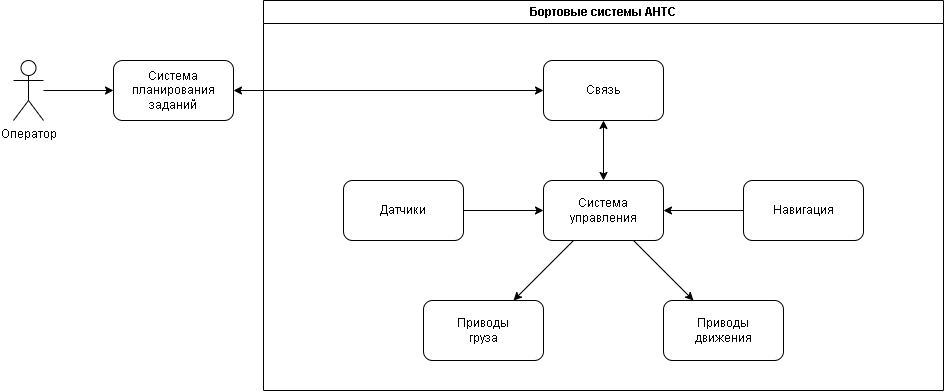 Бортовые системы АНТС
Система
планирования
заданий
Связь
Оператор
Датчики
Система
управления
Навигация
Приводы
груза
Приводы
движения